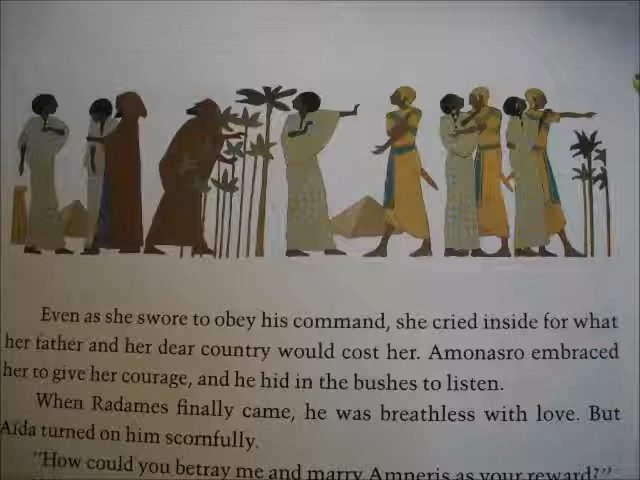 Even as she swore to obey his command, she cried inside for what
her father and her dear country would cost her. Amonasro embraced
her to give her courage, and he hid in the bushes to listen.
When Radames finally came, he was breathless with love. But
Aïda turned on him scornfully.
"How could you betray me and marry Amneris as your reward?"